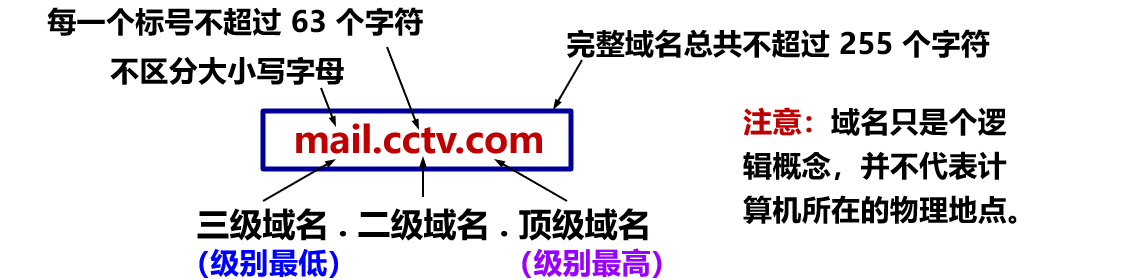 每一个标号不超过 63 个字符
完整域名总共不超过 255 个字符
不区分大小写字母
mail.cctv.com
注意：域名只是个逻
辑概念，并不代表计
算机所在的物理地点。
三级域名 . 二级域名 . 顶级域名
(级别最低)
(级别最高)